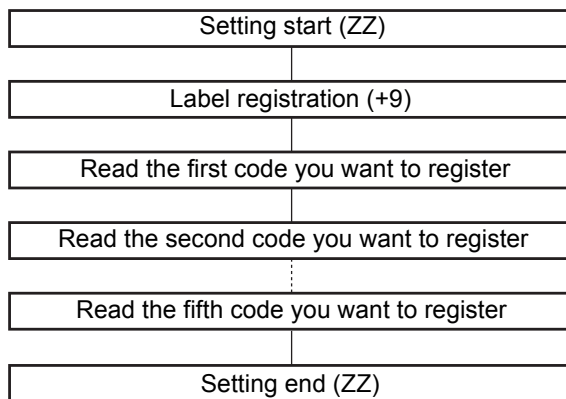 Setting start (ZZ)
Label registration (+9)
Read the first code you want to register
Read the second code you want to register
Read the fifth code you want to register
Setting end (ZZ)